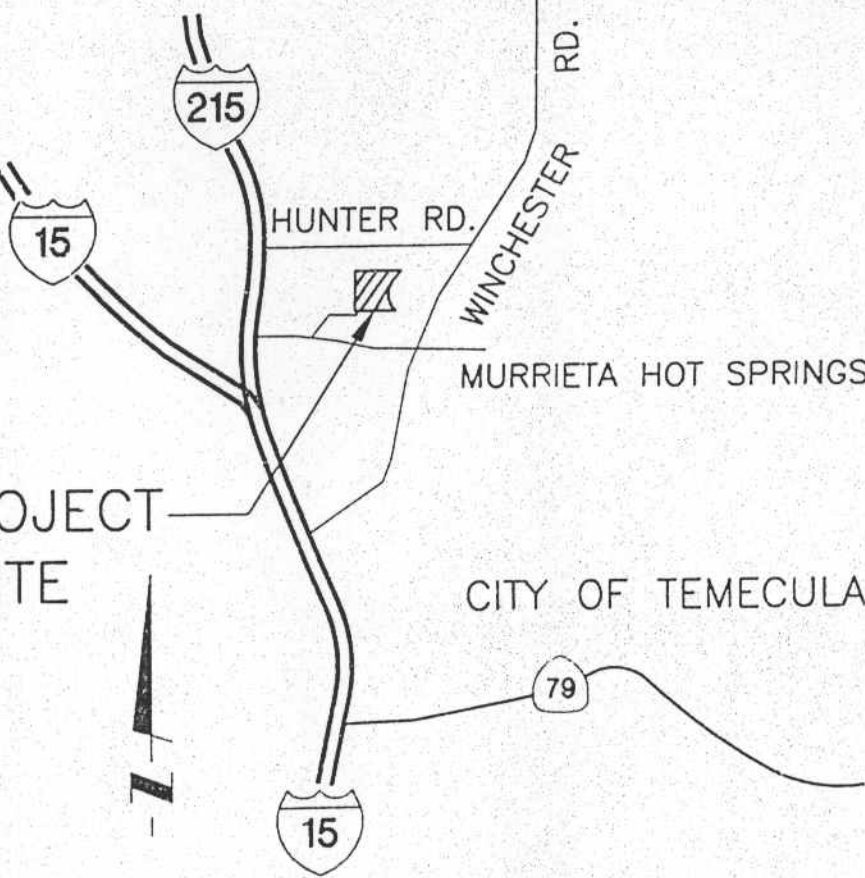 215
15
HUNTER RD.
WINCHESTER RD.
MURRIETA HOT SPRINGS
OJECT
TE
CITY OF TEMECULA
79
N
15